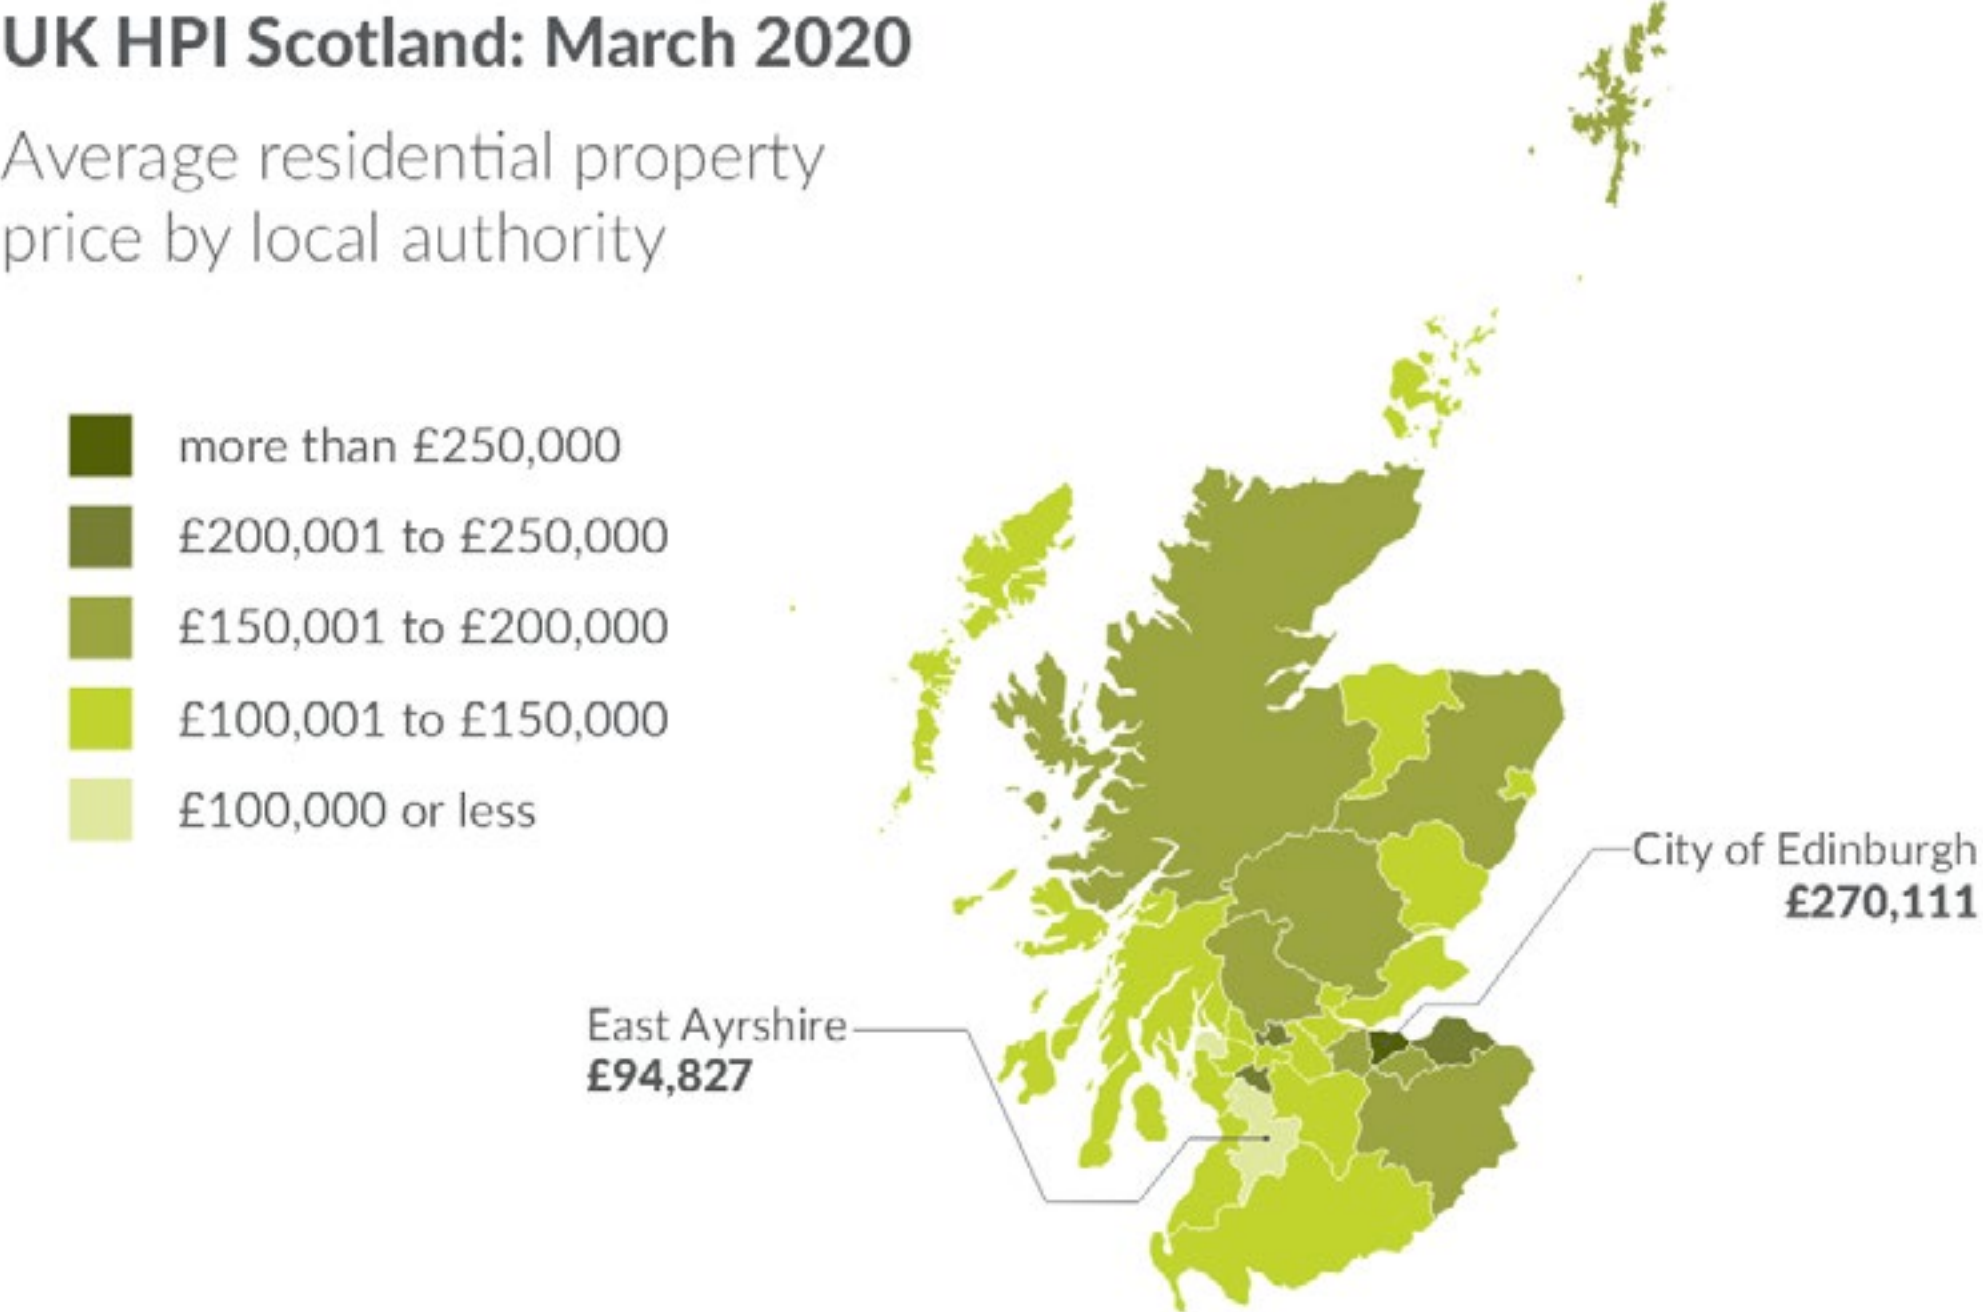 UK HPI Scotland: March 2020
Average residential property
price by local authority
more than £250,000
£200,001 to £250,000
£150,001 to £200,000
£100,001 to £150,000
£100,000 or less
City of Edinburgh
£270,111
East Ayrshire
£94,827